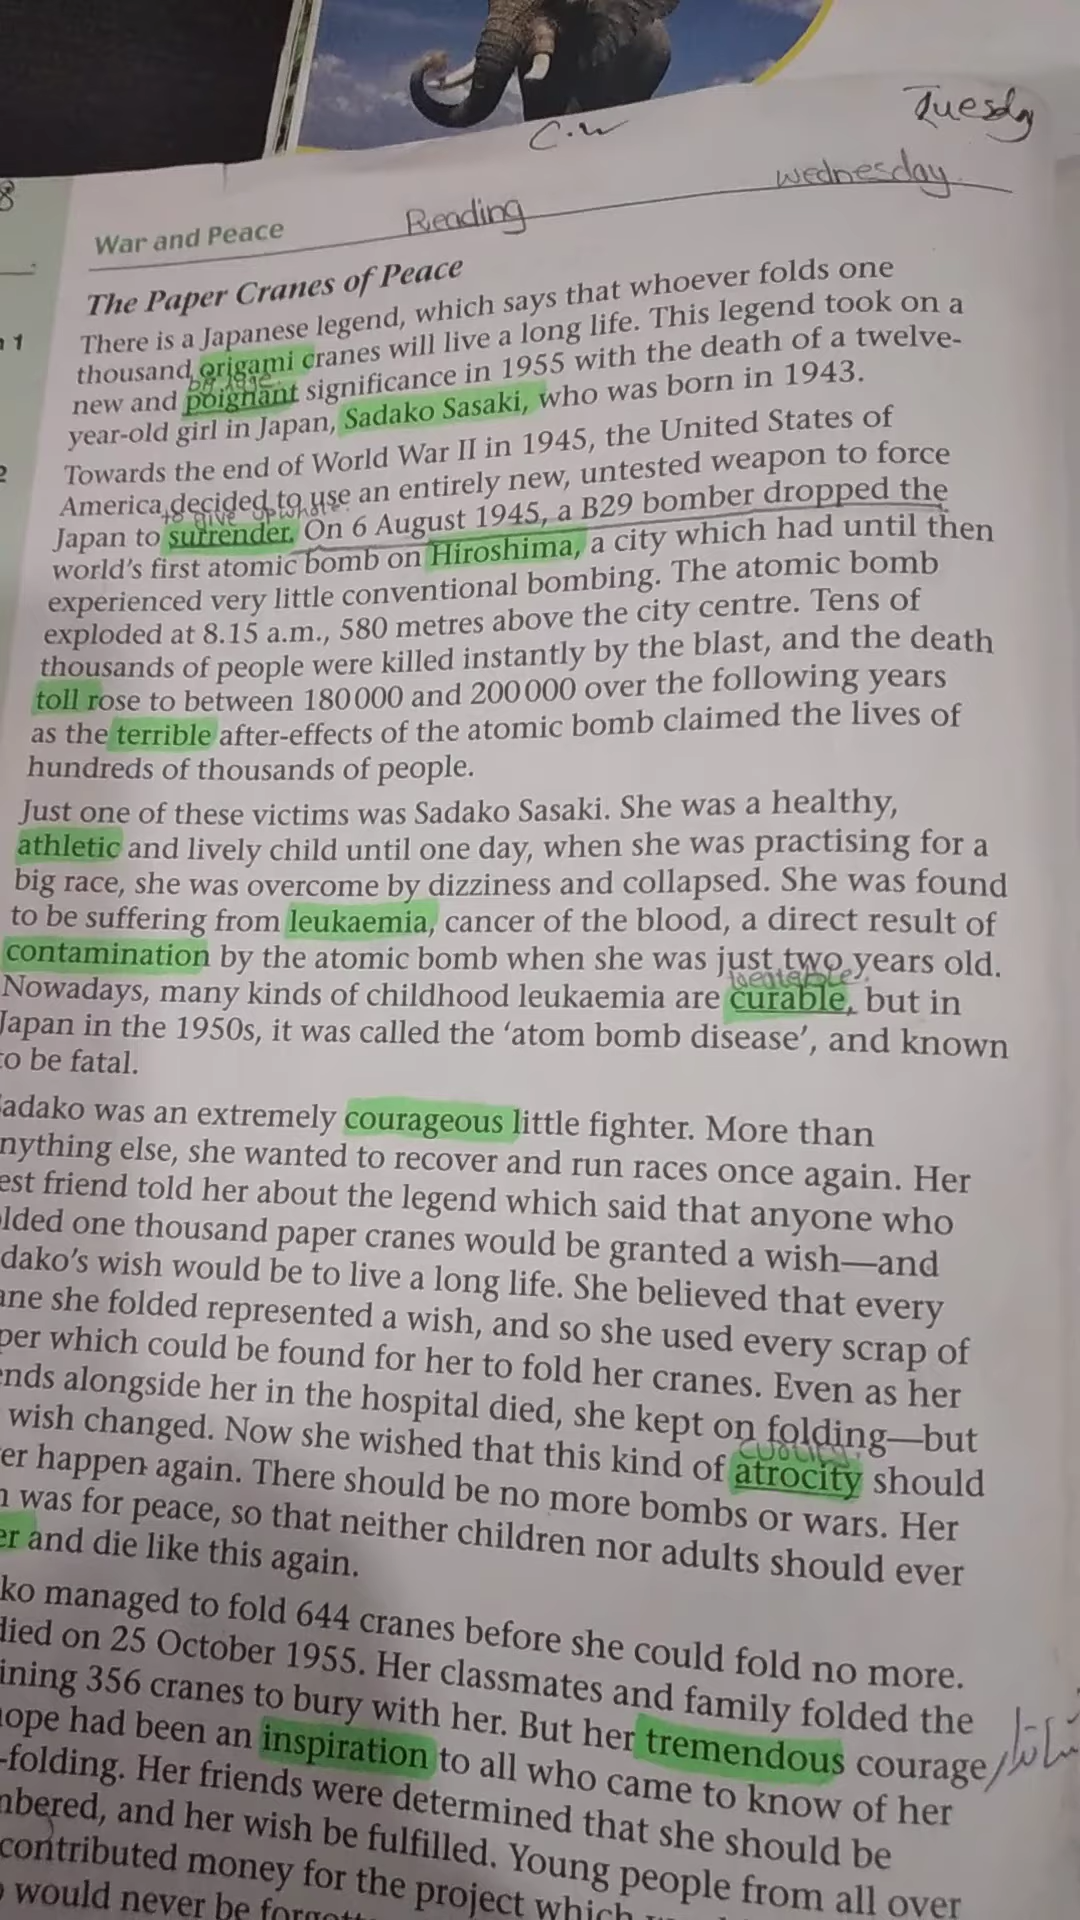 C.W
Tuesdy
wednesday
Reading
8
War and Peace
The Paper Cranes of Peace
1
There is a Japanese legend, which says that whoever folds one
thousand origami cranes will live a long life. This legend took on a
new and poignant significance in 1955 with the death of a twelve-
year-old girl in Japan, Sadako Sasaki, who was born in 1943.
2
Towards the end of World War II in 1945, the United States of
America decided to use an entirely new, untested weapon to force
to give up
Japan to surrender. On 6 August 1945, a B29 bomber dropped the
world's first atomic bomb on Hiroshima, a city which had until then
experienced very little conventional bombing. The atomic bomb
exploded at 8.15 a.m., 580 metres above the city centre. Tens of
thousands of people were killed instantly by the blast, and the death
toll rose to between 180 000 and 200 000 over the following years
as the terrible after-effects of the atomic bomb claimed the lives of
hundreds of thousands of people.
Just one of these victims was Sadako Sasaki. She was a healthy,
athletic and lively child until one day, when she was practising for a
big race, she was overcome by dizziness and collapsed. She was found
to be suffering from leukaemia, cancer of the blood, a direct result of
contamination by the atomic bomb when she was just two years old.
Nowadays, many kinds of childhood leukaemia are curable, but in
Japan in the 1950s, it was called the 'atom bomb disease', and known
to be fatal.
adako was an extremely courageous little fighter. More than
nything else, she wanted to recover and run races once again. Her
est friend told her about the legend which said that anyone who
lded one thousand paper cranes would be granted a wish—and
dako's wish would be to live a long life. She believed that every
ane she folded represented a wish, and so she used every scrap of
per which could be found for her to fold her cranes. Even as her
ends alongside her in the hospital died, she kept on folding—but
wish changed. Now she wished that this kind of atrocity should
er happen again. There should be no more bombs or wars. Her
was for peace, so that neither children nor adults should ever
er and die like this again.
ko managed to fold 644 cranes before she could fold no more.
died on 25 October 1955. Her classmates and family folded the
ining 356 cranes to bury with her. But her tremendous courage
ope had been an inspiration to all who came to know of her
-folding. Her friends were determined that she should be
mbered, and her wish be fulfilled. Young people from all over
contributed money for the project which
would never be forgott